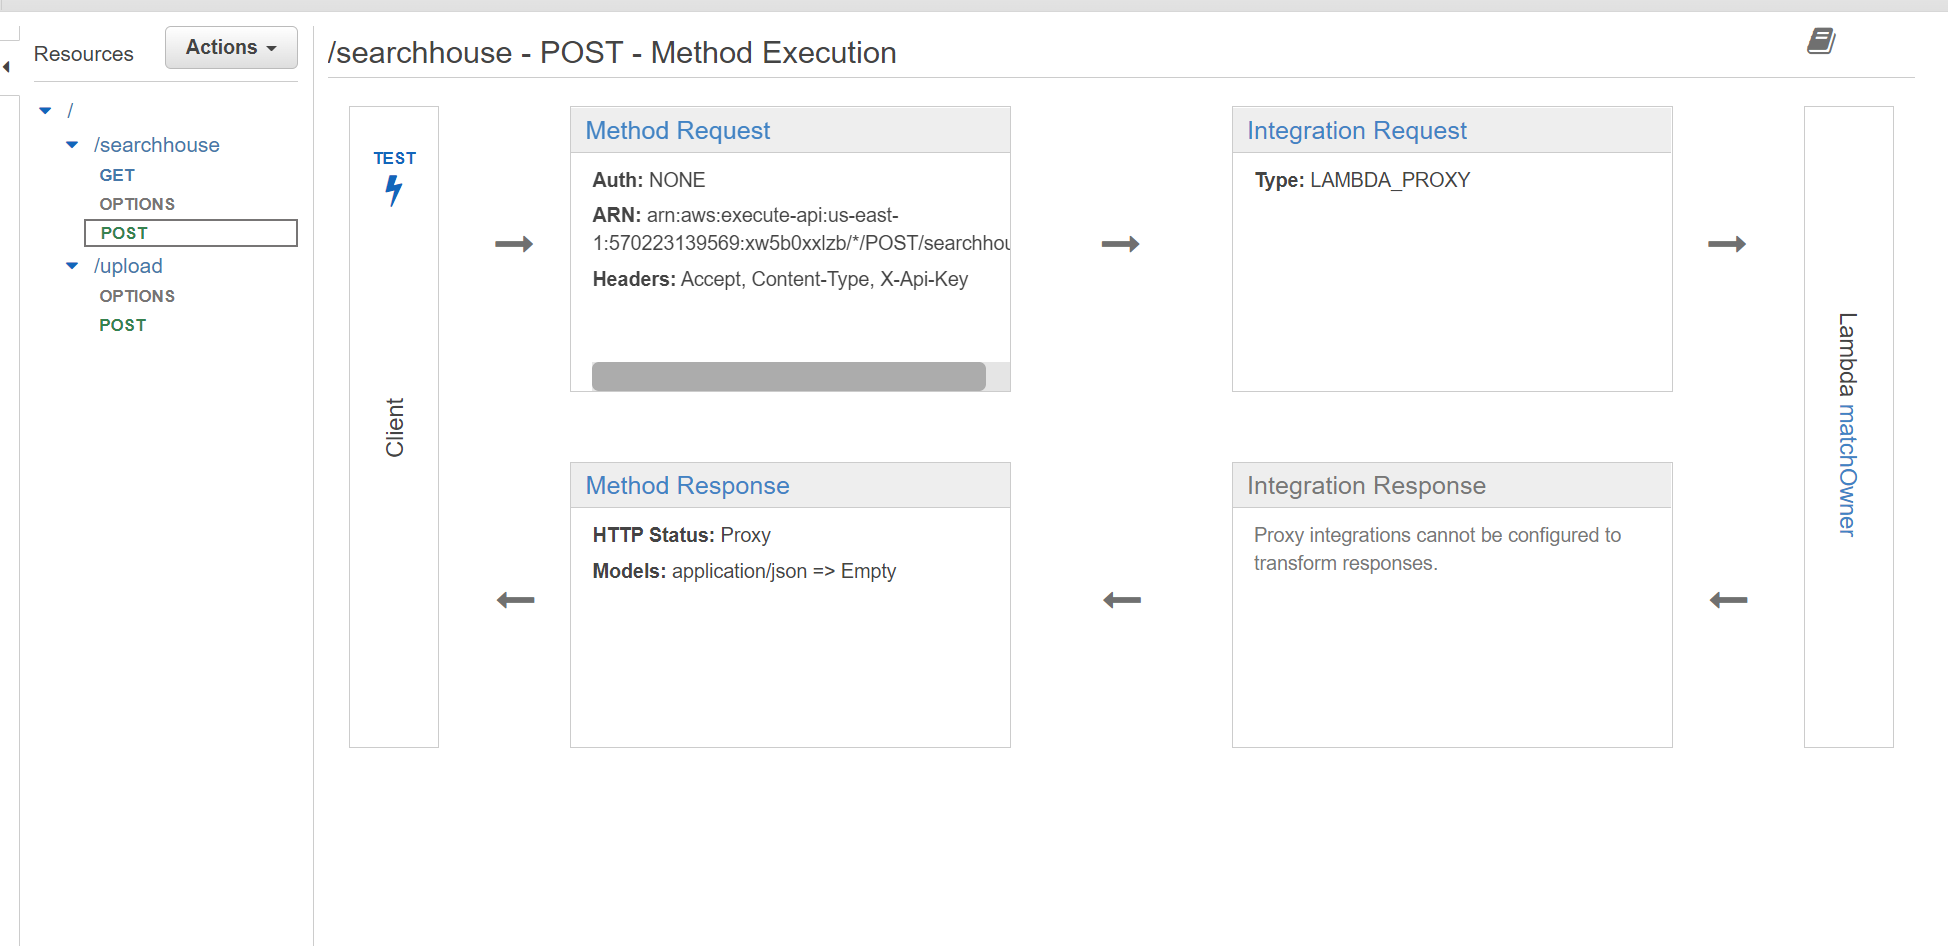 Resources
Actions
/
/searchhouse
GET
OPTIONS
POST
/upload
OPTIONS
POST
/searchhouse - POST - Method Execution
TEST
Client
Method Request
Auth: NONE
ARN: arn:aws:execute-api:us-east-
1:570223139569:xw5b0xxlzb/*/POST/searchhou
Headers: Accept, Content-Type, X-Api-Key
Integration Request
Type: LAMBDA_PROXY
Lambda matchOwner
Method Response
HTTP Status: Proxy
Models: application/json => Empty
Integration Response
Proxy integrations cannot be configured to
transform responses.